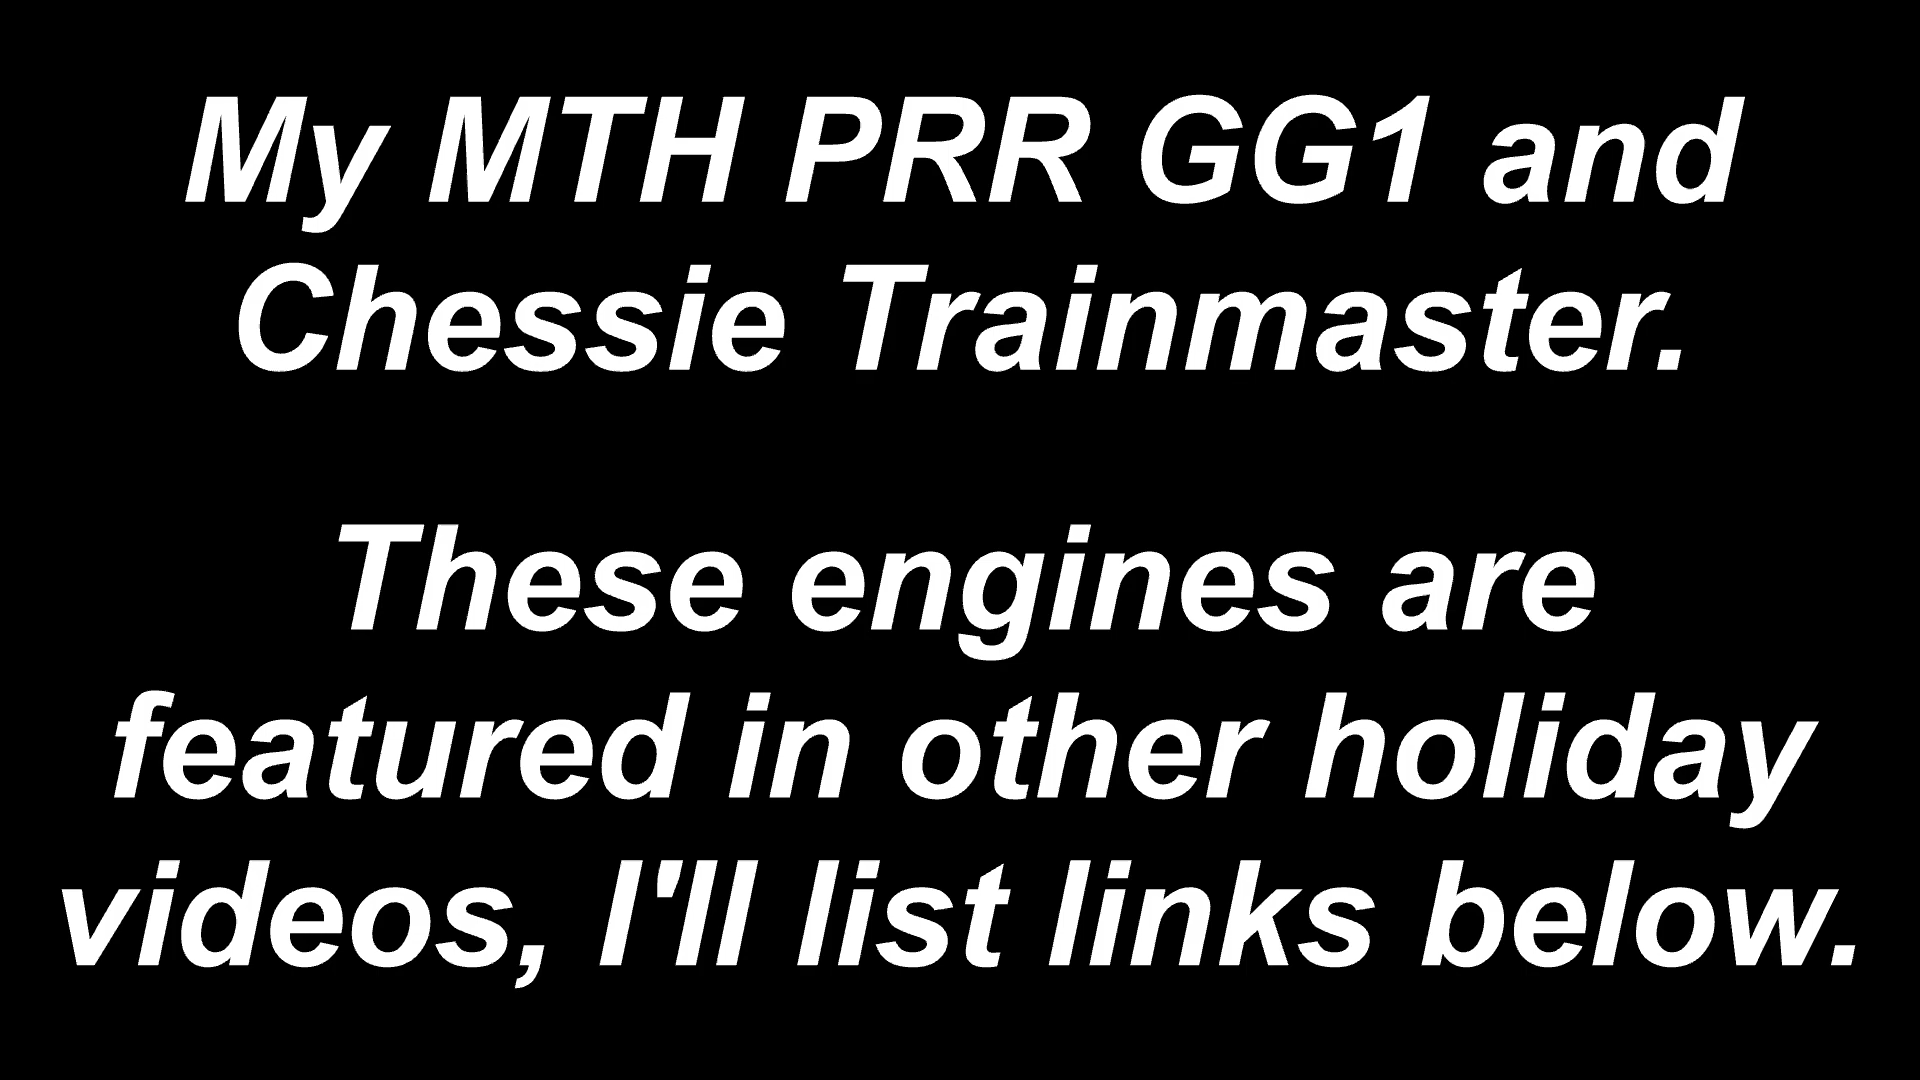 My MTH PRR GG1 and
Chessie Trainmaster.
These engines are
featured in other holiday
videos, I'll list links below.